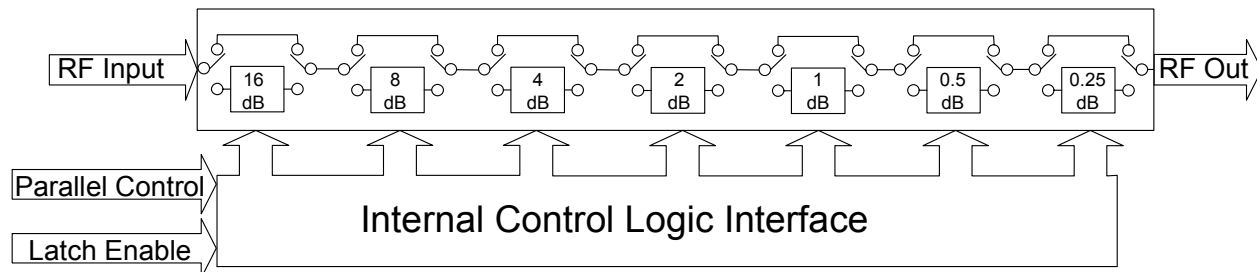 RF Input
16
dB
8
dB
4
dB
2
dB
1
dB
0.5
dB
0.25
dB
RF Out
Parallel Control
Internal Control Logic Interface
Latch Enable